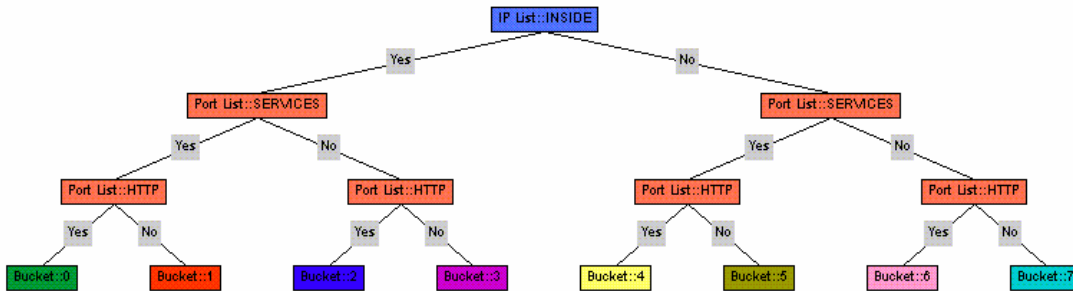 IP List::INSIDE
Yes
No
Port List::SERVICES
Port List::SERVICES
Yes
No
Yes
No
Port List::HTTP
Port List::HTTP
Port List::HTTP
Port List::HTTP
Yes
No
Yes
No
Yes
No
Yes
No
Bucket::0
Bucket::1
Bucket::2
Bucket::3
Bucket::4
Bucket::5
Bucket::6
Bucket::7